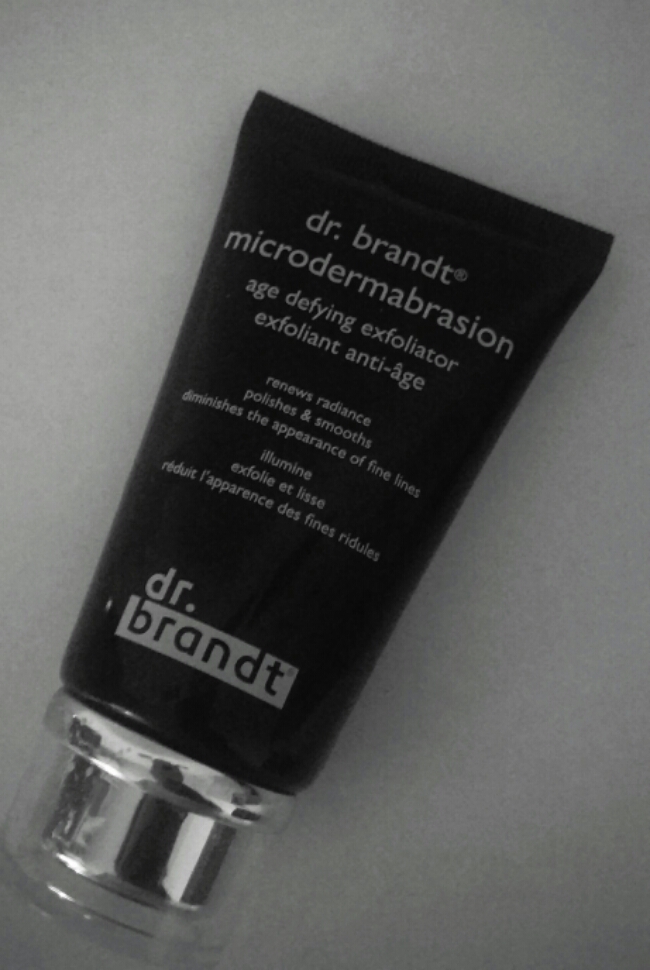 dr. brandt®
microdermabrasion
age defying exfoliator
exfoliant anti-âge
renews radiance
polishes & smooths
diminishes the appearance of fine lines
illumine
exfolie et lisse
réduit l'apparence des fines ridules
dr.
brandt®